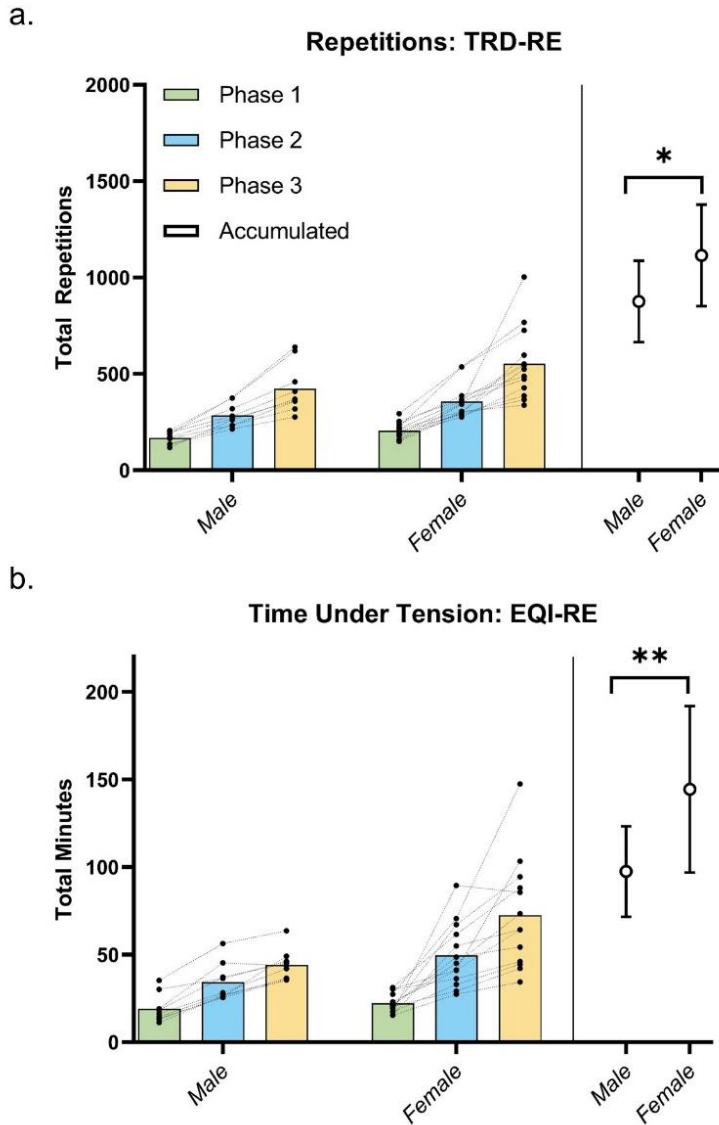 a.
Repetitions: TRD-RE
Total Repetitions
2000
1500
1000
500
0
Phase 1
Phase 2
Phase 3
Accumulated
*
Male
Female
Male
Female
b.
Time Under Tension: EQI-RE
Total Minutes
200
150
100
50
0
**
Male
Female
Male
Female